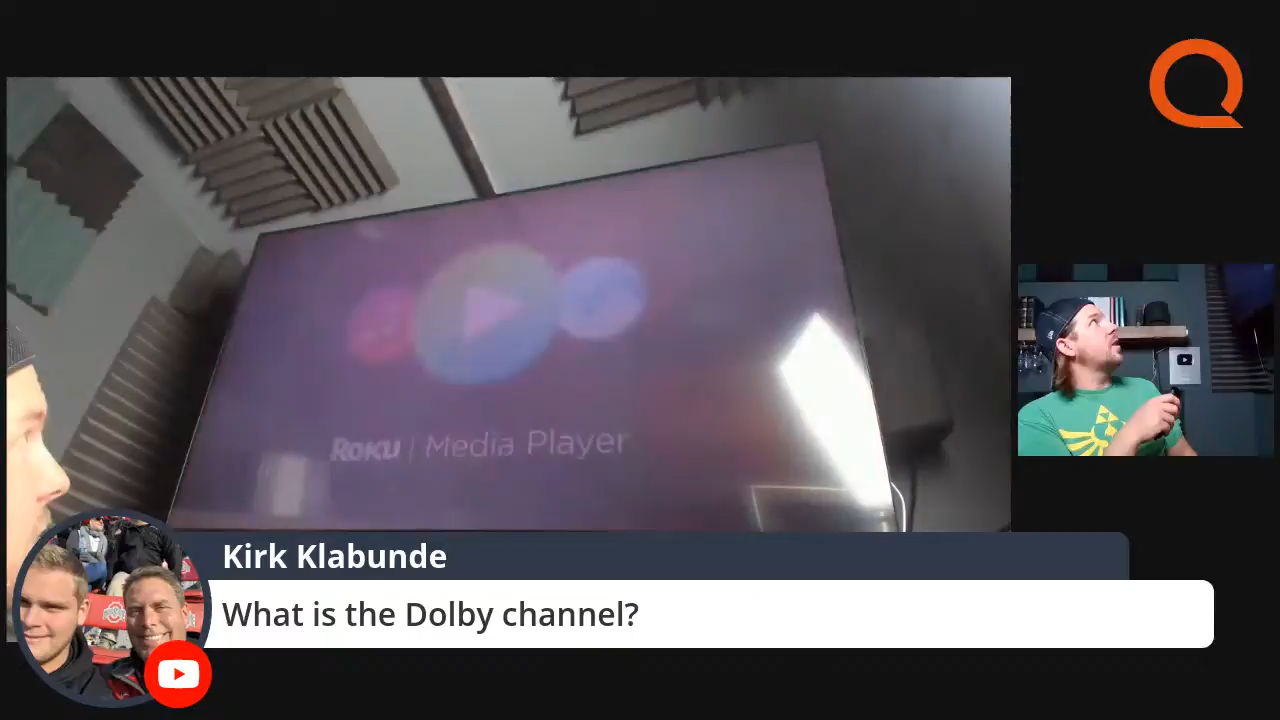 Roku | Media Player
Kirk Klabunde
What is the Dolby channel?